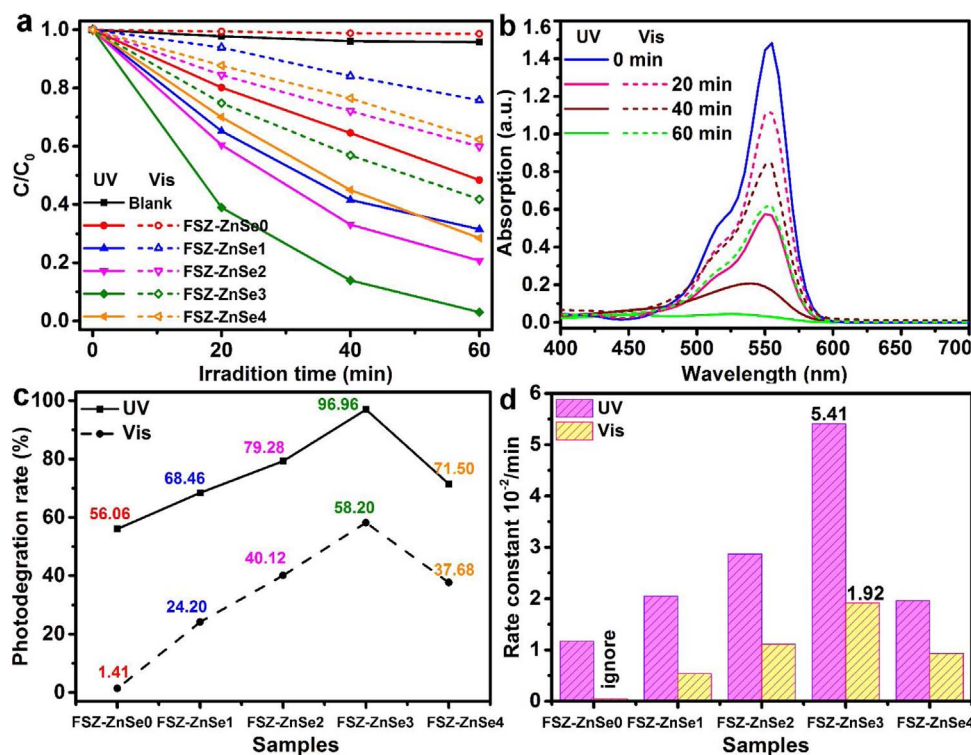 a
1.0
0.8
0.6
0.4
0.2
0.0
C/C0
UV Vis
Blank
FSZ-ZnSe0
FSZ-ZnSe1
FSZ-ZnSe2
FSZ-ZnSe3
FSZ-ZnSe4
0 20 40 60
Irradition time (min)
b
1.6
1.4
1.2
1.0
0.8
0.6
0.4
0.2
0.0
Absorption (a.u.)
UV Vis
0 min
20 min
40 min
60 min
400 450 500 550 600 650 700
Wavelength (nm)
c
100
80
60
40
20
0
Photodegration rate (%)
UV
Vis
96.96
79.28
71.50
68.46
56.06
58.20
40.12
37.68
24.20
1.41
FSZ-ZnSe0 FSZ-ZnSe1 FSZ-ZnSe2 FSZ-ZnSe3 FSZ-ZnSe4
Samples
d
6
5
4
3
2
1
0
Rate constant 10-2/min
UV
Vis
5.41
1.92
ignore
FSZ-ZnSe0 FSZ-ZnSe1 FSZ-ZnSe2 FSZ-ZnSe3 FSZ-ZnSe4
Samples